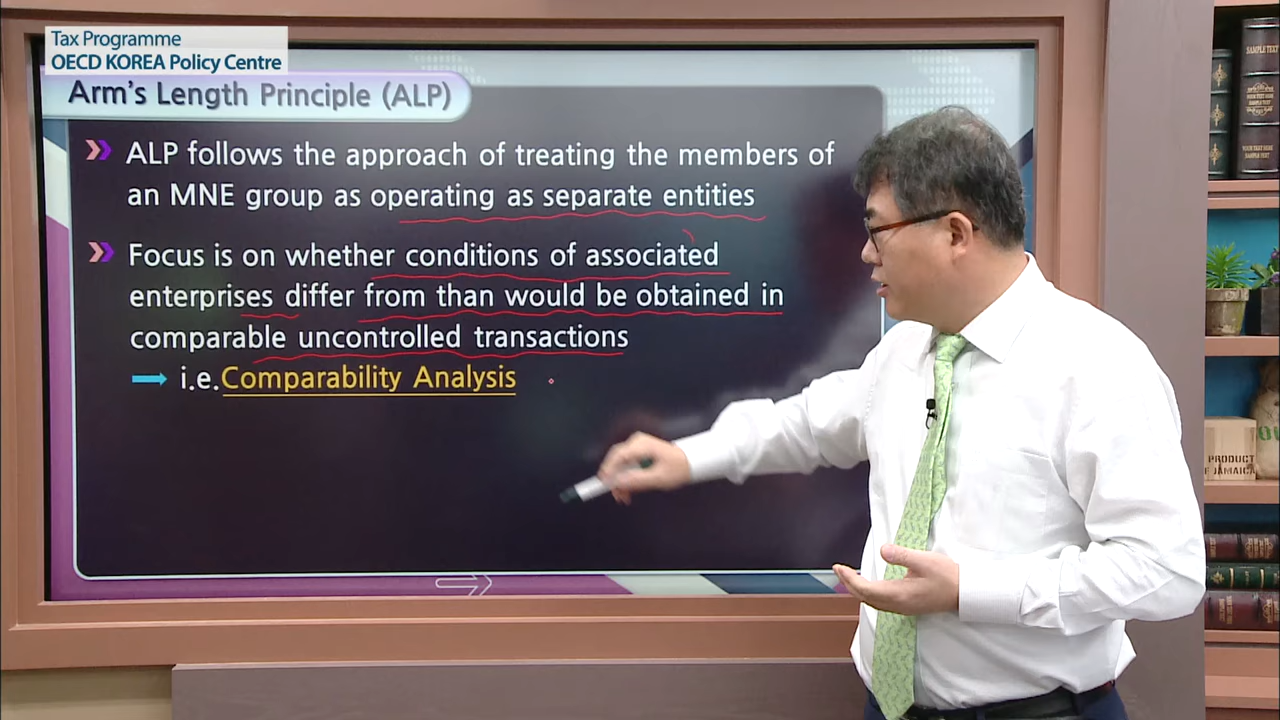 Tax Programme
OECD KOREA Policy Centre
Arm's Length Principle (ALP)
ALP follows the approach of treating the members of
an MNE group as operating as separate entities
Focus is on whether conditions of associated
enterprises differ from than would be obtained in
comparable uncontrolled transactions
i.e. Comparability Analysis
SAMPLE TEXT
PRODUCT
F JAMAICA